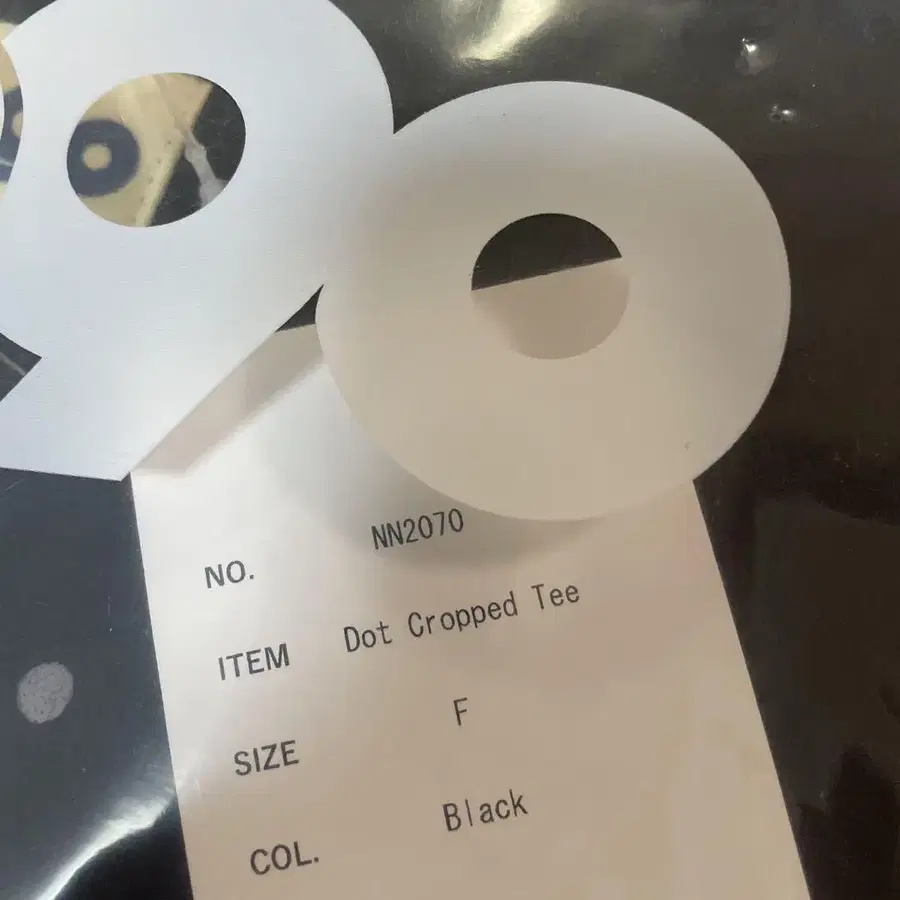 NO. NN2070
ITEM Dot Cropped Tee
SIZE F
COL. Black